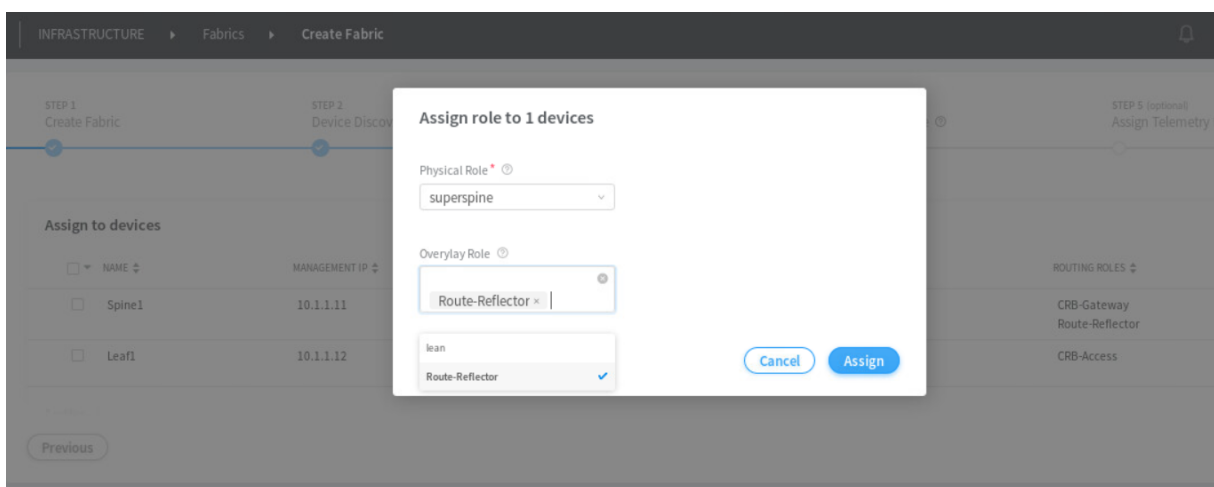 INFRASTRUCTURE Fabrics Create Fabric
STEP 1 STEP 2 STEP 5 (optional)
Create Fabric Device Discov Assign Telemetry
Assign role to 1 devices
Physical Role*
superspine
Overylay Role
Route-Reflector ×
lean
Route-Reflector
Cancel Assign
Assign to devices
NAME MANAGEMENT IP ROUTING ROLES
Spine1 10.1.1.11 CRB-Gateway
Route-Reflector
Leaf1 10.1.1.12 CRB-Access
Previous